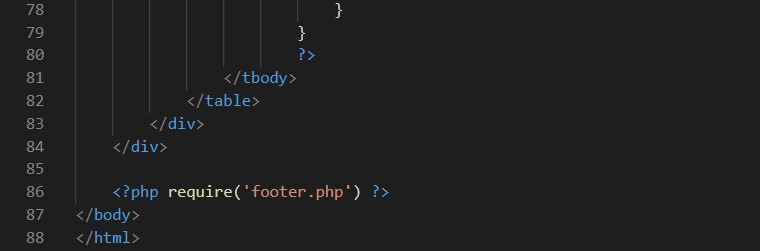 78 }
79 }
80 ?>
81 </tbody>
82 </table>
83 </div>
84 </div>
85
86 <?php require('footer.php') ?>
87 </body>
88 </html>